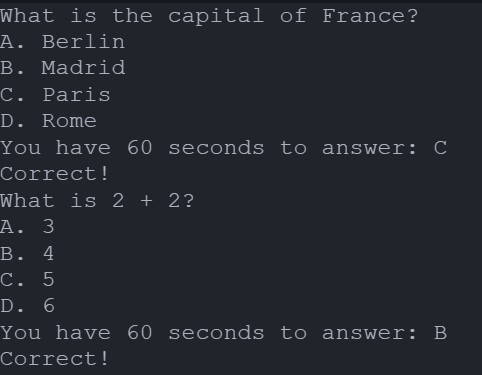 What is the capital of France?
A. Berlin
B. Madrid
C. Paris
D. Rome
You have 60 seconds to answer: C
Correct!
What is 2 + 2?
A. 3
B. 4
C. 5
D. 6
You have 60 seconds to answer: B
Correct!